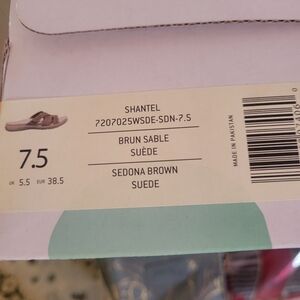 SHANTEL
7207025WSDE-SDN-7.5
BRUN SABLE
SUÈDE
SEDONA BROWN
SUEDE
7.5
UK 5.5 EUR 38.5
MADE IN PAKISTAN